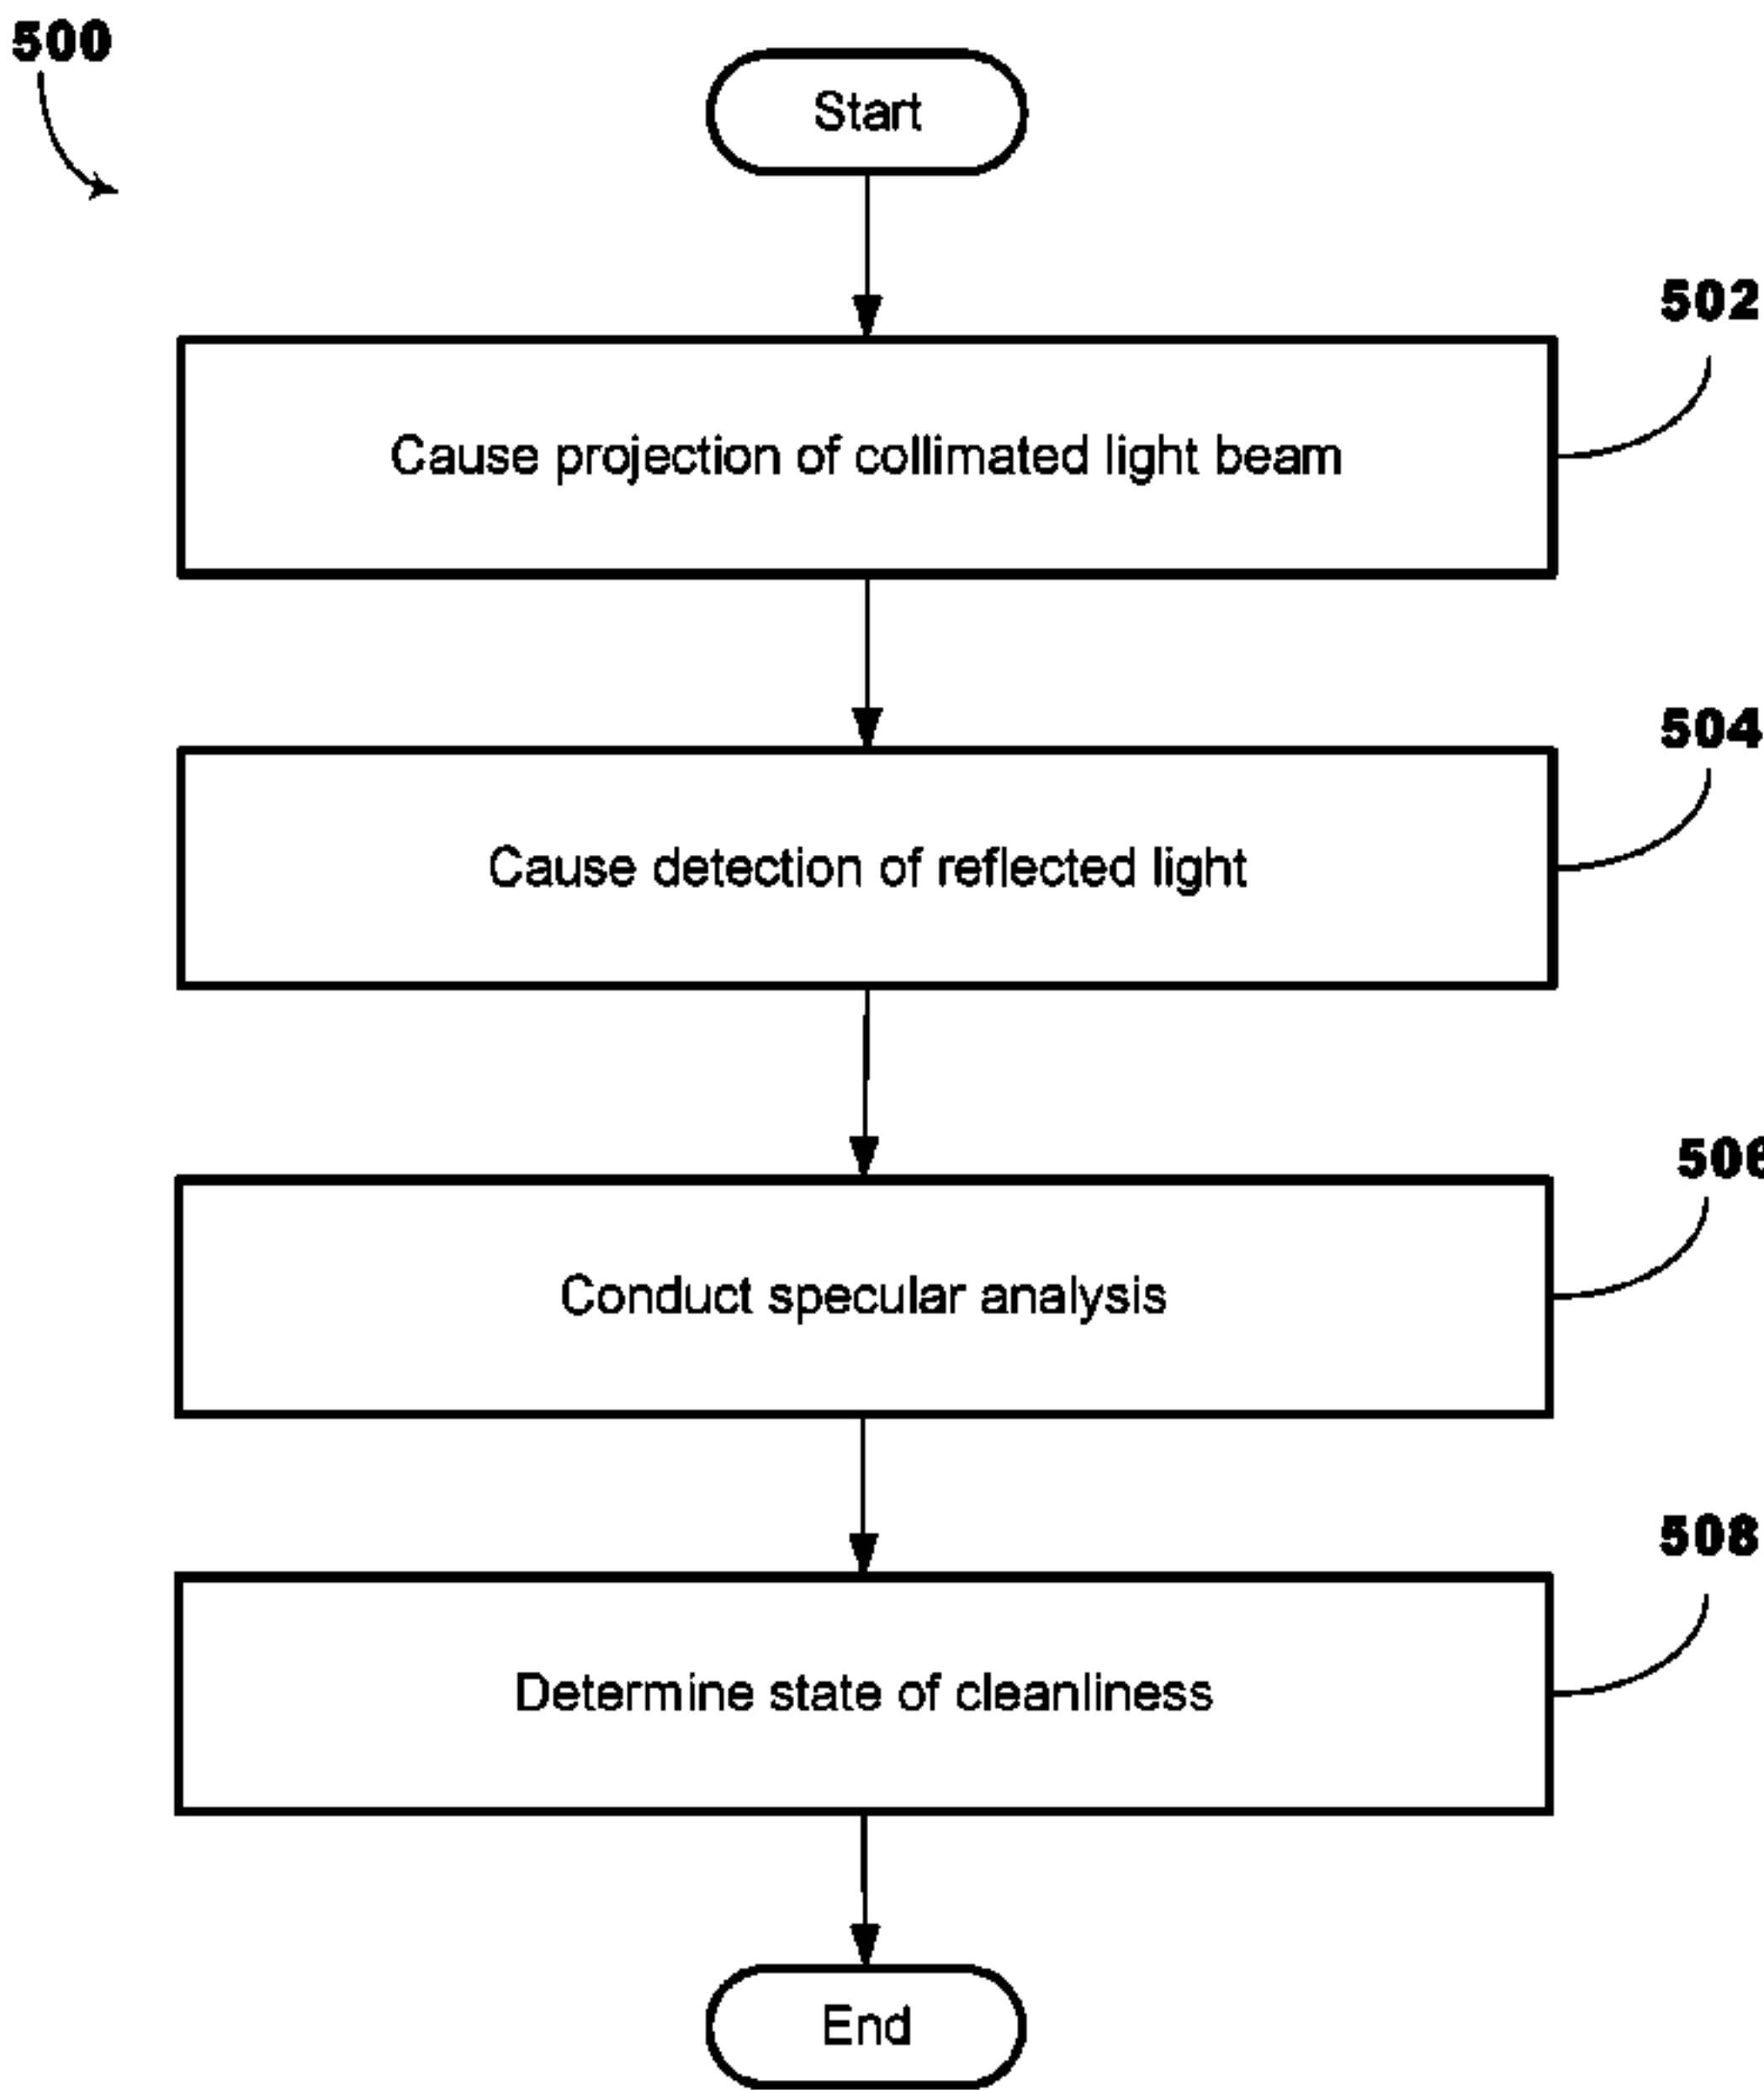 500
Start
502
Cause projection of collimated light beam
504
Cause detection of reflected light
506
Conduct specular analysis
508
Determine state of cleanliness
End